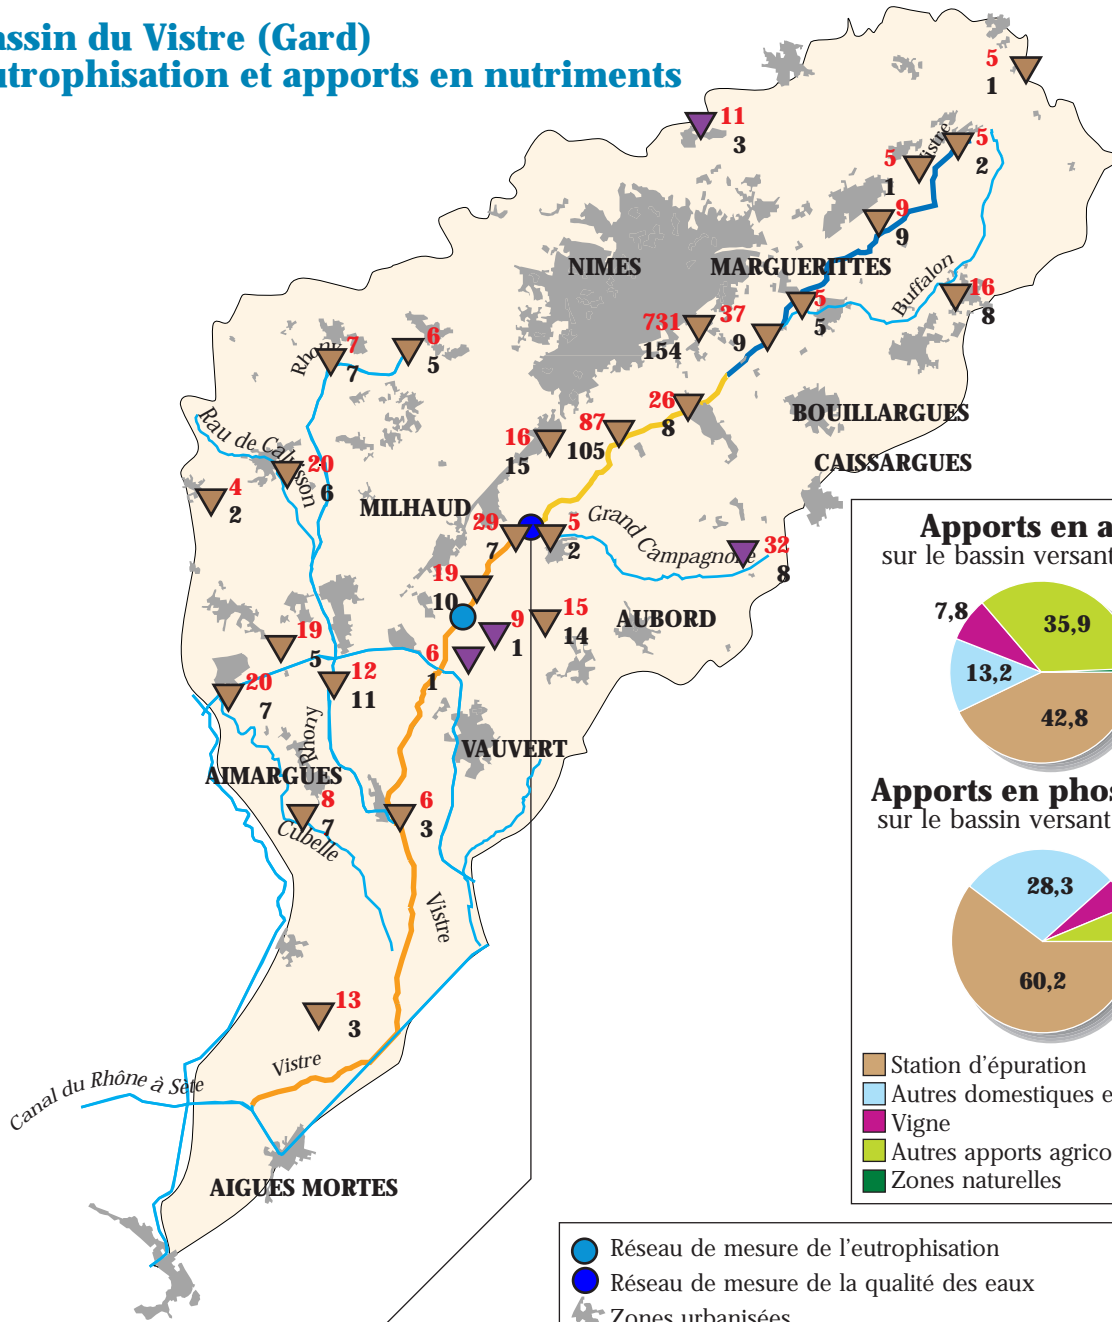 assin du Vistre (Gard)
utrophisation et apports en nutriments
5
1
11
3
Vistre
5
2
5
1
9
9
NIMES
MARGUERITTES
Buffalon
16
8
5
5
731
154
37
9
Rhony
7
7
6
5
26
8
BOUILLARGUES
87
105
16
15
CAISSARGUES
Rau de Calvisson
20
6
4
2
MILHAUD
29
7
5
2
Grand Campagnolle
32
8
19
10
9
1
15
14
AUBORD
6
1
19
5
12
11
20
7
Rhony
VAUVERT
AIMARGUES
8
7
Cubelle
6
3
Vistre
13
3
Vistre
Canal du Rhône à Sète
AIGUES MORTES
Apports en a
sur le bassin versant
7,8
35,9
13,2
42,8
Apports en phos
sur le bassin versant
28,3
60,2
Station d'épuration
Autres domestiques e
Vigne
Autres apports agrico
Zones naturelles
Réseau de mesure de l'eutrophisation
Réseau de mesure de la qualité des eaux
Zones urbanisées